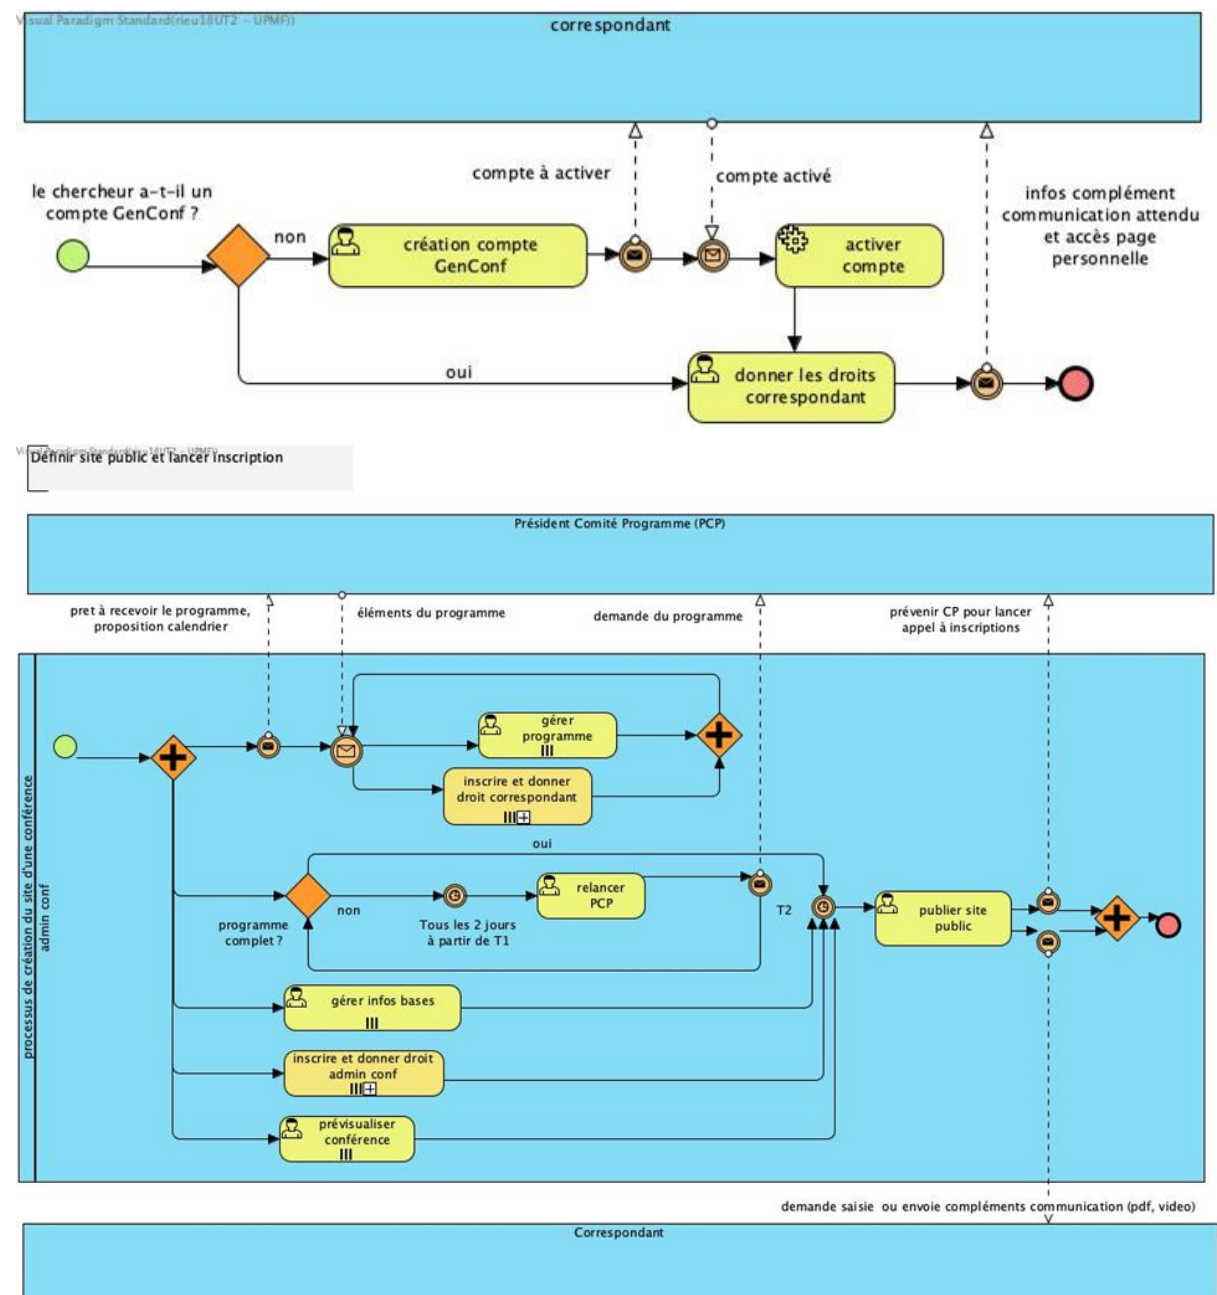 Visual Paradigm Standard(rieu18UT2 - UPMF))
correspondant
compte à activer
compte activé
le chercheur a-t-il un
compte GenConf ?
infos complément
communication attendu
et accès page
personnelle
non
création compte
GenConf
activer
compte
oui
donner les droits
correspondant
Visual Paradigm Standard(rieu18UT2 - UPMF))
Définir site public et lancer inscription
Président Comité Programme (PCP)
pret à recevoir le programme,
proposition calendrier
éléments du programme
demande du programme
prévenir CP pour lancer
appel à inscriptions
processus de création du site d'une conférence
admin conf
gérer
programme
inscrire et donner
droit correspondant
oui
programme
complet ?
non
Tous les 2 jours
à partir de T1
relancer
PCP
T2
publier site
public
gérer infos bases
inscrire et donner droit
admin conf
prévisualiser
conférence
demande saisie ou envoie compléments communication (pdf, video)
Correspondant